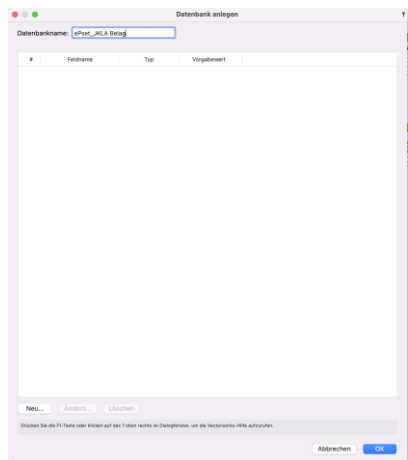 Datenbank anlegen ?
Datenbankname: ePset_JKLA Belag
# Feldname Typ Vorgabewert
Neu... Ändern... Löschen
Drücken Sie die F1-Taste oder klicken auf das ? oben rechts im Dialogfenster, um die Vectorworks-Hilfe aufzurufen.
Abbrechen OK